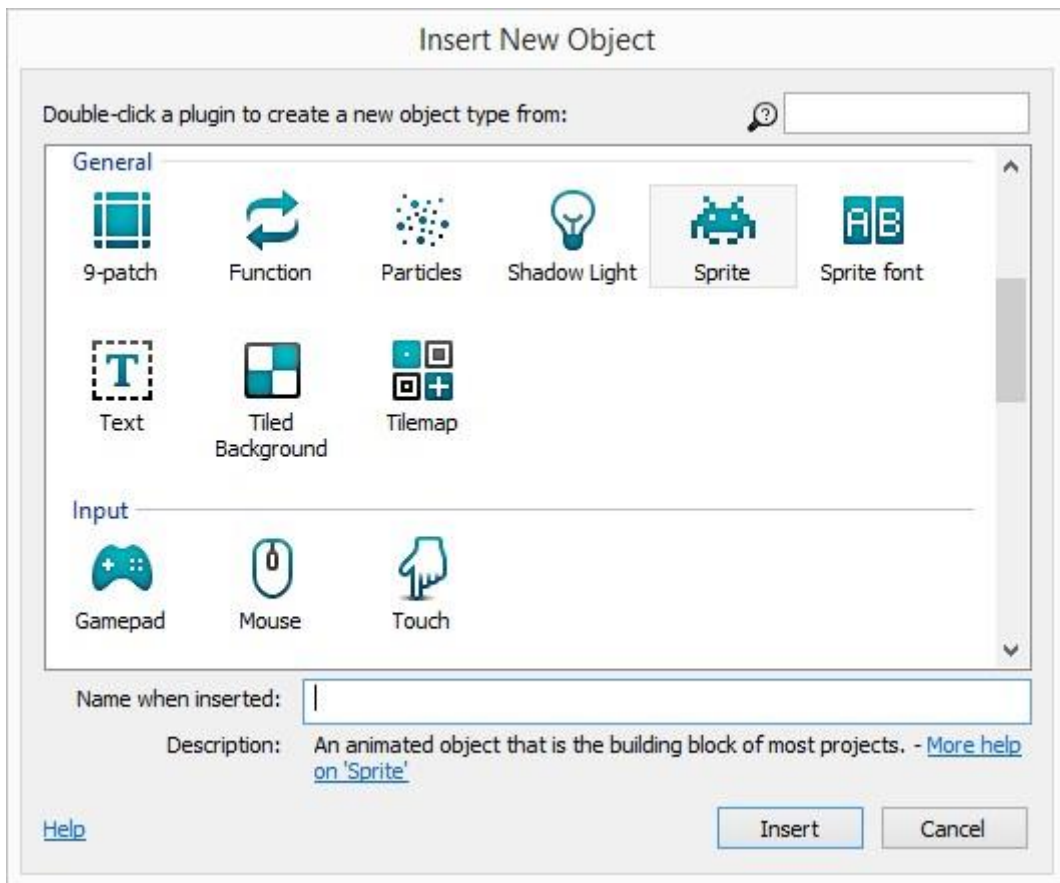 Insert New Object
Double-click a plugin to create a new object type from:
General
9-patch
Function
Particles
Shadow Light
Sprite
AB
Sprite font
T
Text
Tiled
Background
Tilemap
Input
Gamepad
Mouse
Touch
Name when inserted:
Description: An animated object that is the building block of most projects. - More help
on 'Sprite'
Help
Insert
Cancel